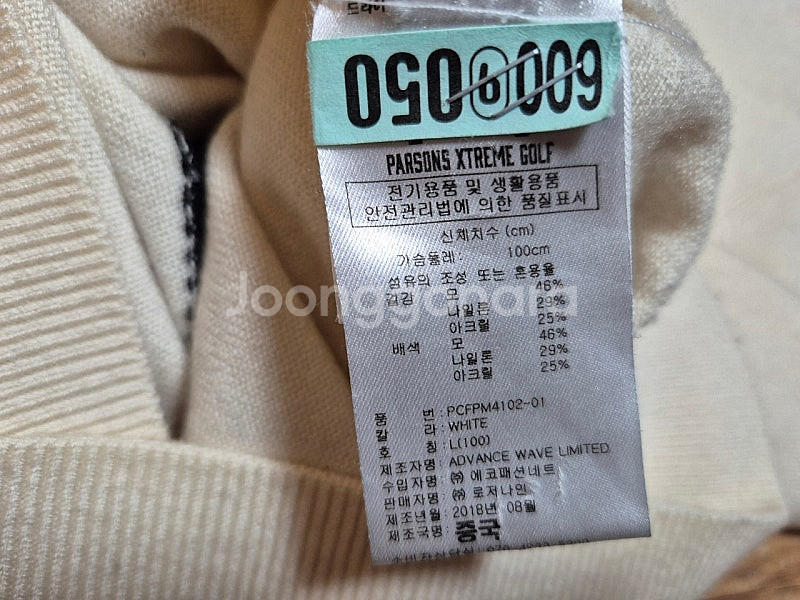 드라이
050@009
PARSONS XTREME GOLF
전기용품 및 생활용품
안전관리법에 의한 품질표시
신체치수 (cm)
가슴둘레: 100cm
섬유의 조성 또는 혼용율
겉감 모 46%
나일론 29%
아크릴 25%
배색 모 46%
나일론 29%
아크릴 25%
품 번: PCFPM4102-01
칼 라: WHITE
호 칭: L(100)
제조자명: ADVANCE WAVE LIMITED
수입자명: ㈜ 에코패션네트
판매자명: ㈜ 로저나인
제조년월: 2018년 08월
제조국명: 중국
Joonggonara